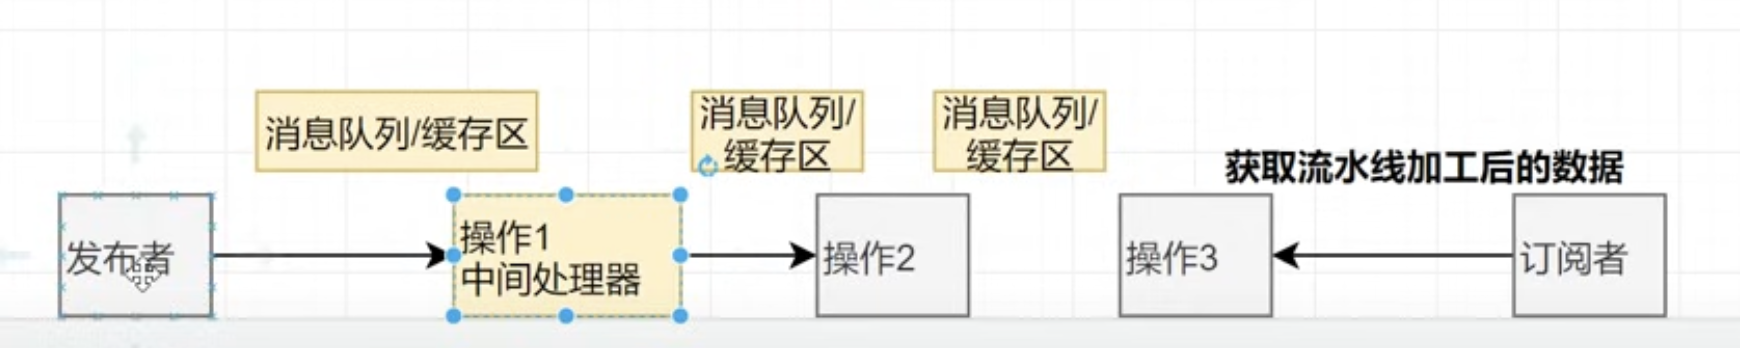 消息队列/缓存区
消息队列/
缓存区
消息队列/
缓存区
获取流水线加工后的数据
发布者
操作1
中间处理器
操作2
操作3
订阅者